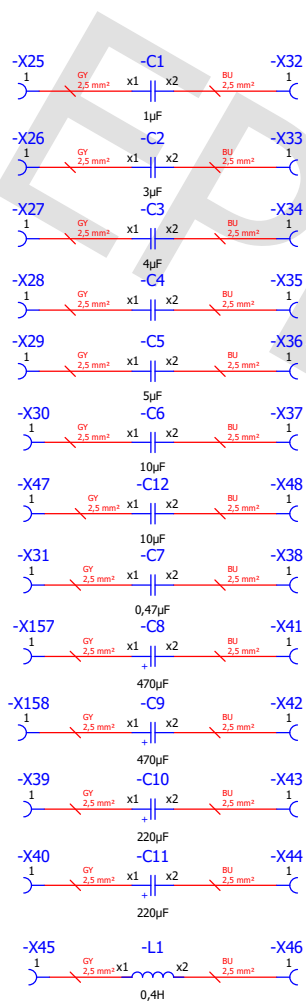 EP
-X25 -C1 -X32
1 GY x1 x2 BU 1
2,5 mm² 2,5 mm²
1µF
-X26 -C2 -X33
1 GY x1 x2 BU 1
2,5 mm² 2,5 mm²
3µF
-X27 -C3 -X34
1 GY x1 x2 BU 1
2,5 mm² 2,5 mm²
4µF
-X28 -C4 -X35
1 GY x1 x2 BU 1
2,5 mm² 2,5 mm²
-X29 -C5 -X36
1 GY x1 x2 BU 1
2,5 mm² 2,5 mm²
5µF
-X30 -C6 -X37
1 GY x1 x2 BU 1
2,5 mm² 2,5 mm²
10µF
-X47 -C12 -X48
1 GY x1 x2 BU 1
2,5 mm² 2,5 mm²
10µF
-X31 -C7 -X38
1 GY x1 x2 BU 1
2,5 mm² 2,5 mm²
0,47µF
-X157 -C8 -X41
1 GY x1 x2 BU 1
2,5 mm² + 2,5 mm²
470µF
-X158 -C9 -X42
1 GY x1 x2 BU 1
2,5 mm² + 2,5 mm²
470µF
-X39 -C10 -X43
1 GY x1 x2 BU 1
2,5 mm² + 2,5 mm²
220µF
-X40 -C11 -X44
1 GY x1 x2 BU 1
2,5 mm² + 2,5 mm²
220µF
-X45 -L1 -X46
1 GY x1 x2 BU 1
2,5 mm² 2,5 mm²
0,4H